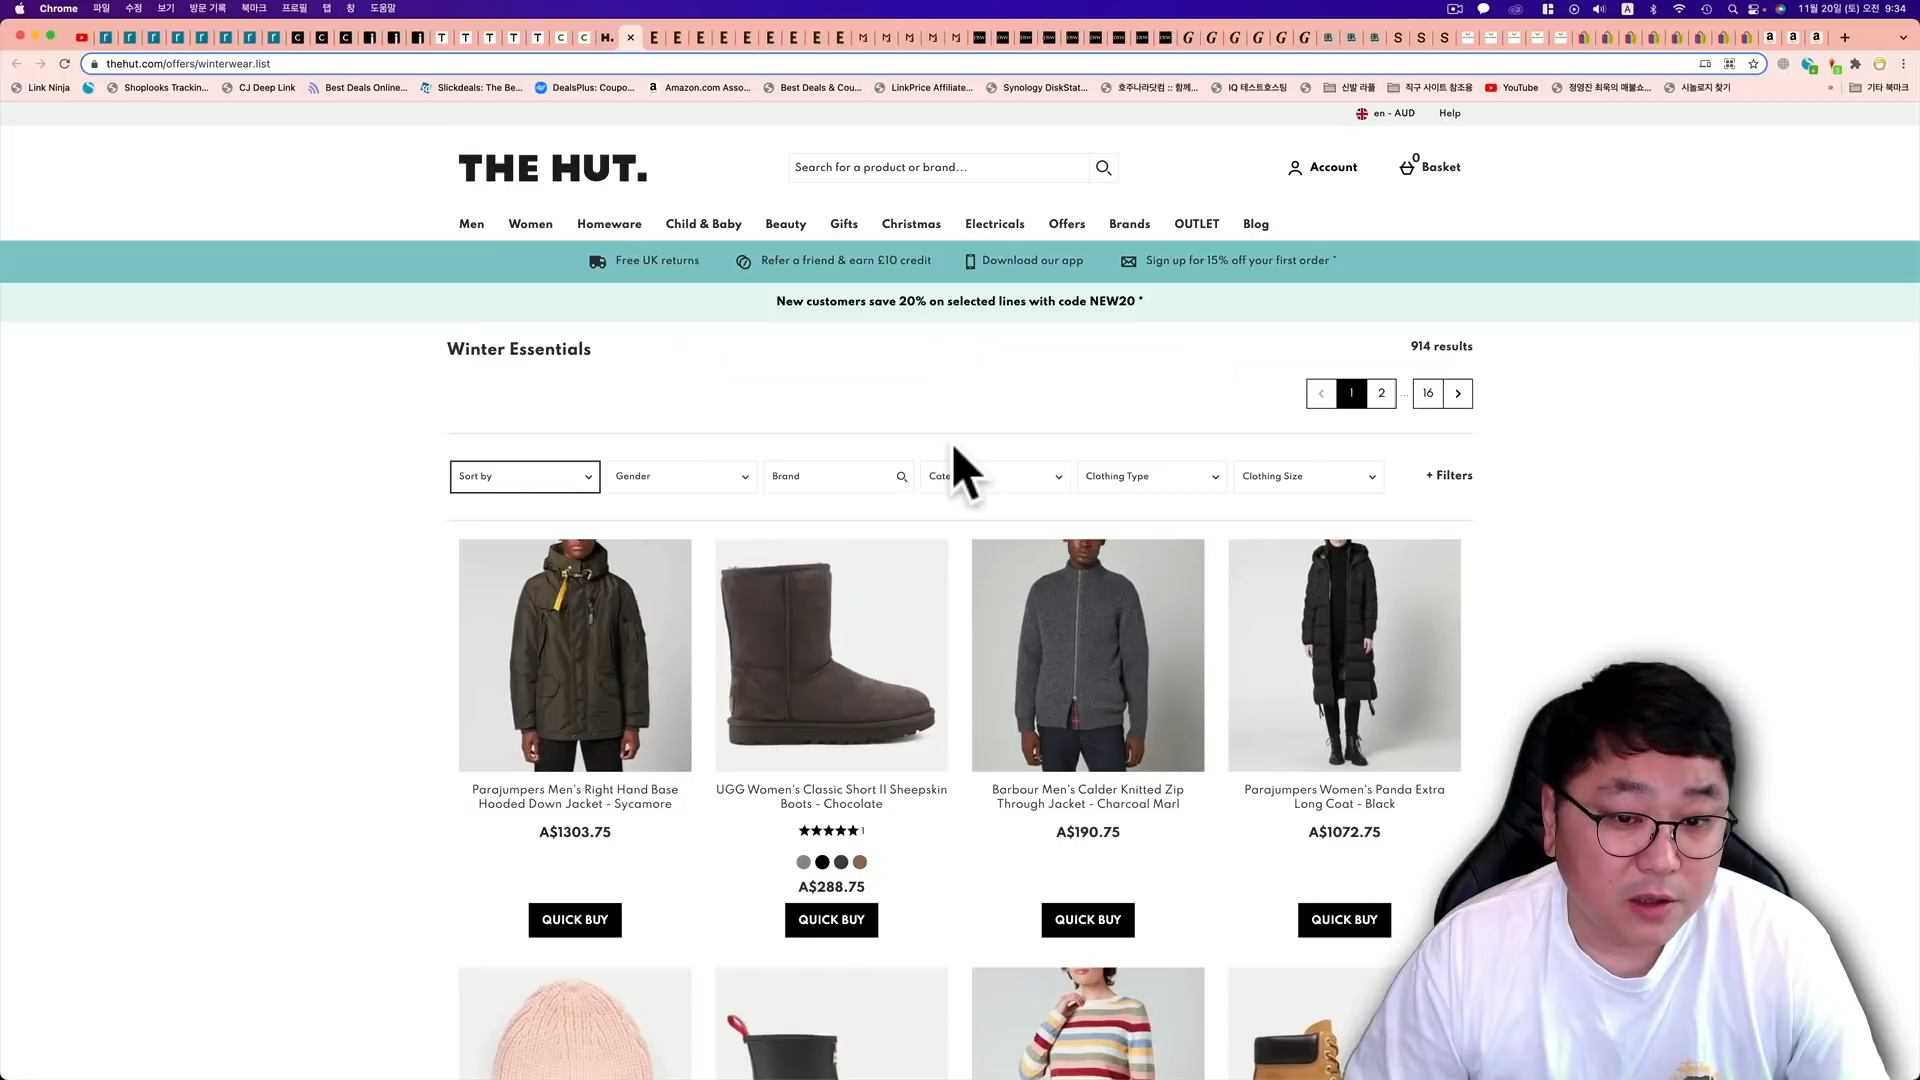 Chrome 파일 수정 보기 방문 기록 북마크 프로필 탭 창 도움말
11월 20일 (토) 오전 9:34
thehut.com/offers/winterwear.list
Link Ninja Shoplooks Trackin... CJ Deep Link Best Deals Online... Slickdeals: The Be... DealsPlus: Coupo... Amazon.com Asso... Best Deals & Cou... LinkPrice Affiliate... Synology DiskStat... 호주나라닷컴 :: 함께... IQ 테스트호스팅 신발 라플 직구 사이트 참조용 YouTube 정영진 최욱의 매불쇼... 시놀로지 찾기 » 기타 북마크
en - AUD Help
THE HUT.
Search for a product or brand...
Account
0
Basket
Men Women Homeware Child & Baby Beauty Gifts Christmas Electricals Offers Brands OUTLET Blog
Free UK returns Refer a friend & earn £10 credit Download our app Sign up for 15% off your first order *
New customers save 20% on selected lines with code NEW20 *
Winter Essentials
914 results
1 2 ... 16
Sort by Gender Brand Cate Clothing Type Clothing Size + Filters
Parajumpers Men's Right Hand Base
Hooded Down Jacket - Sycamore
A$1303.75
QUICK BUY
UGG Women's Classic Short II Sheepskin
Boots - Chocolate
1
A$288.75
QUICK BUY
Barbour Men's Calder Knitted Zip
Through Jacket - Charcoal Marl
A$190.75
QUICK BUY
Parajumpers Women's Panda Extra
Long Coat - Black
A$1072.75
QUICK BUY